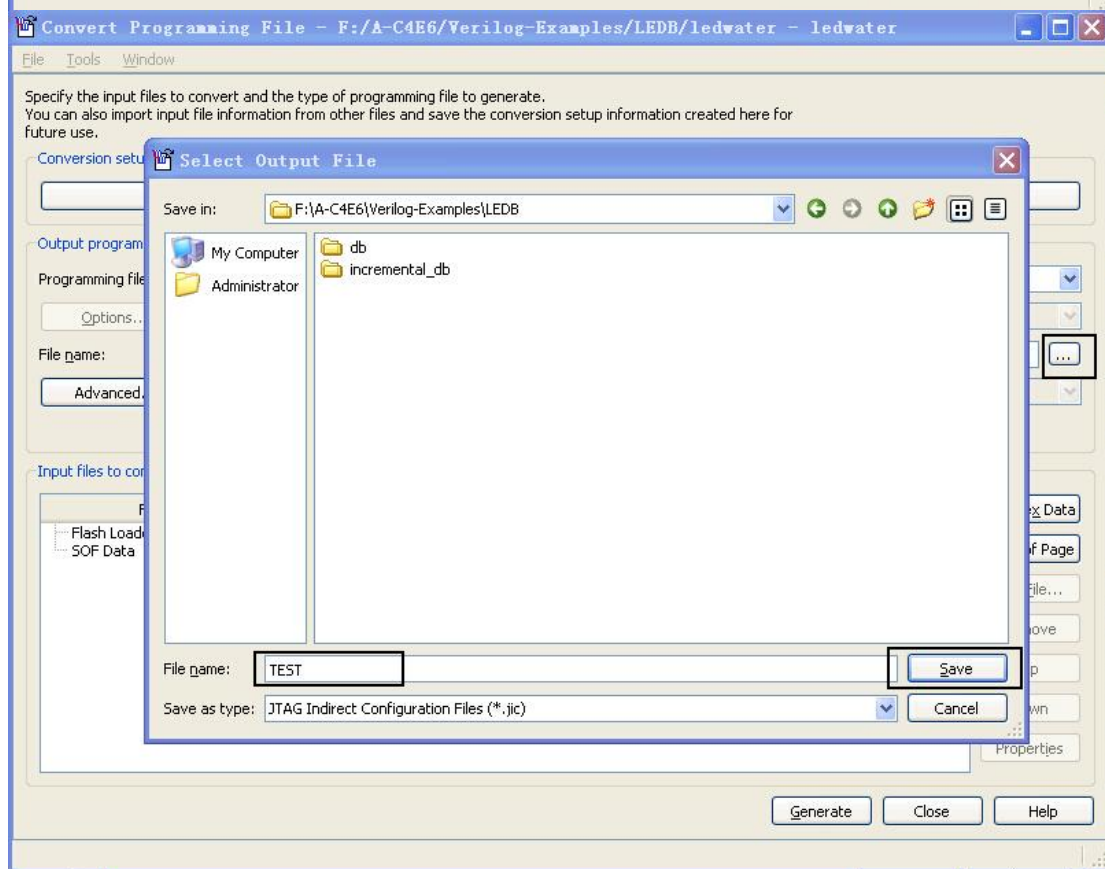 Convert Programming File - F:/A-C4E6/Verilog-Examples/LEDB/ledwater - ledwater
File Tools Window
Specify the input files to convert and the type of programming file to generate.
You can also import input file information from other files and save the conversion setup information created here for
future use.
Conversion setu
Select Output File
Save in: F:\A-C4E6\Verilog-Examples\LEDB
My Computer
Administrator
db
incremental_db
Output program
Programming file
Options..
File name:
...
Advanced.
Input files to con
F
Flash Loade
SOF Data
ex Data
of Page
File...
ove
p
wn
Properties
File name: TEST Save
Save as type: JTAG Indirect Configuration Files (*.jic) Cancel
Generate Close Help